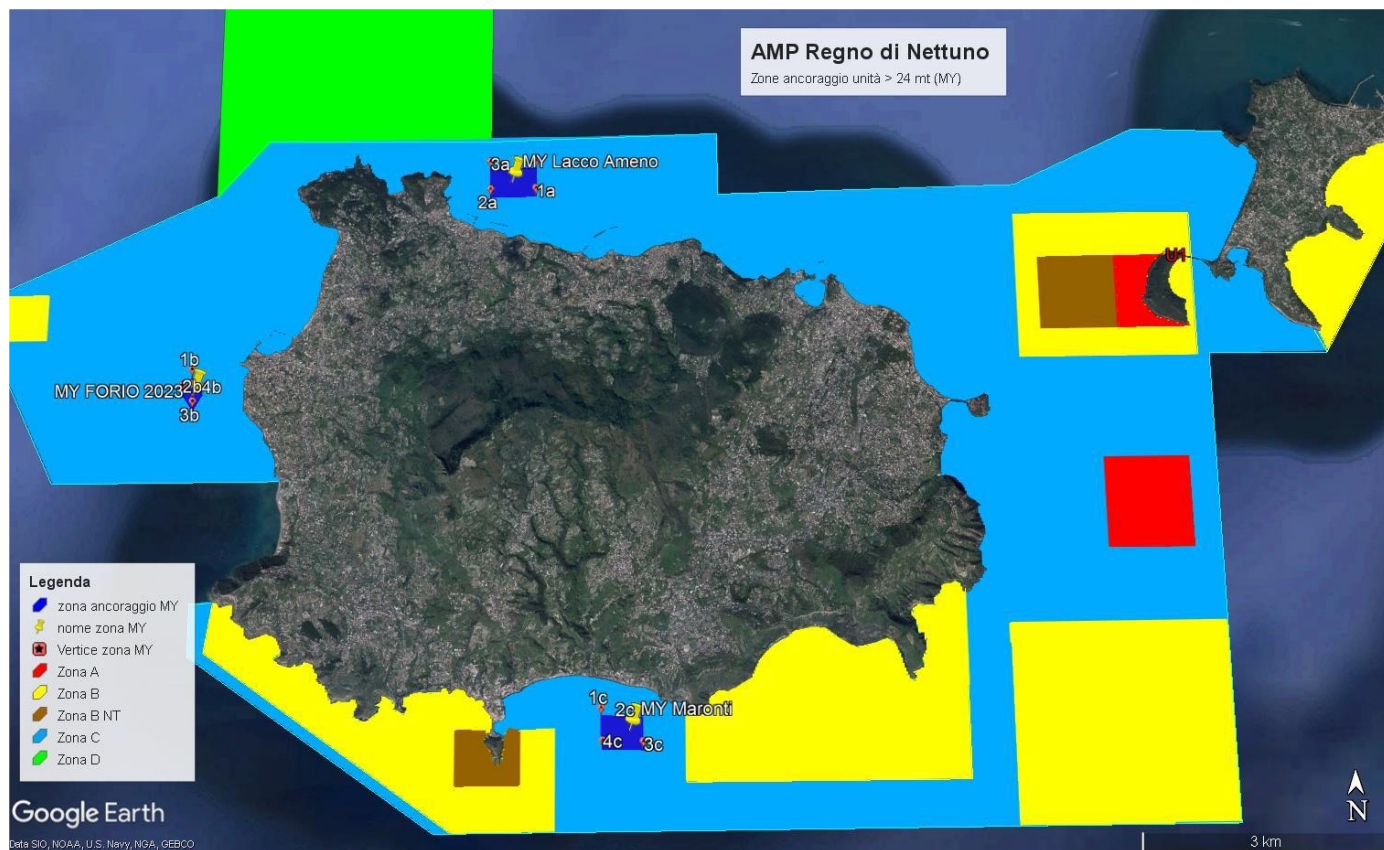 AMP Regno di Nettuno
Zone ancoraggio unità > 24 mt (MY)
3a
MY Lacco Ameno
2a
1a
U1
1b
MY FORIO 2023
2b
4b
3b
1c
2c
MY Maronti
4c
3c
Legenda
zona ancoraggio MY
nome zona MY
Vertice zona MY
Zona A
Zona B
Zona B NT
Zona C
Zona D
Google Earth
Data SIO, NOAA, U.S. Navy, NGA, GEBCO
N
3 km